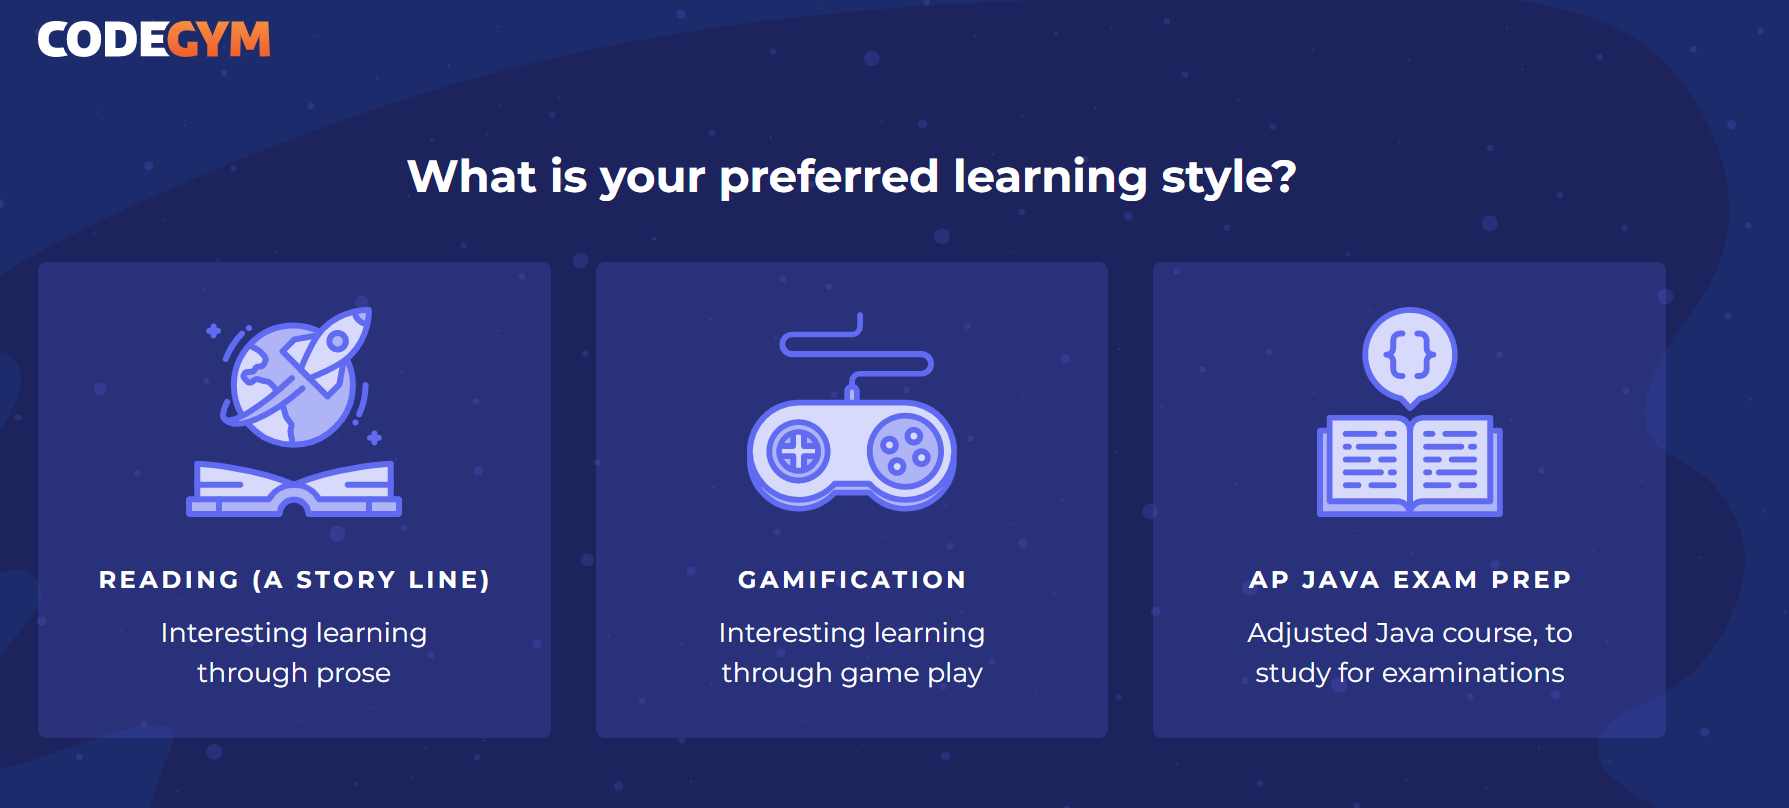 CODEGYM
What is your preferred learning style?
READING (A STORY LINE)
Interesting learning
through prose
GAMIFICATION
Interesting learning
through game play
{}
AP JAVA EXAM PREP
Adjusted Java course, to
study for examinations